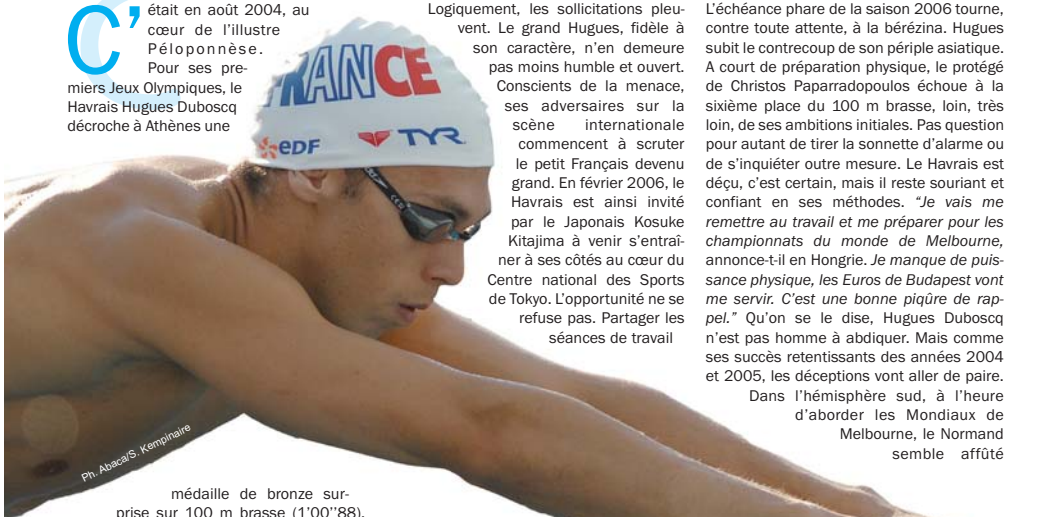 C'était en août 2004, au
cœur de l'illustre
Péloponnèse.
Pour ses pre-
miers Jeux Olympiques, le
Havrais Hugues Duboscq
décroche à Athènes une
médaille de bronze sur-
prise sur 100 m brasse (1'00''88).
FRANCE
eDF
TYR
Ph. Abaca/S. Kempinaire
Logiquement, les sollicitations pleu-
vent. Le grand Hugues, fidèle à
son caractère, n'en demeure
pas moins humble et ouvert.
Conscients de la menace,
ses adversaires sur la
scène internationale
commencent à scruter
le petit Français devenu
grand. En février 2006, le
Havrais est ainsi invité
par le Japonais Kosuke
Kitajima à venir s'entraî-
ner à ses côtés au cœur du
Centre national des Sports
de Tokyo. L'opportunité ne se
refuse pas. Partager les
séances de travail
L'échéance phare de la saison 2006 tourne,
contre toute attente, à la bérézina. Hugues
subit le contrecoup de son périple asiatique.
A court de préparation physique, le protégé
de Christos Paparradopoulos échoue à la
sixième place du 100 m brasse, loin, très
loin, de ses ambitions initiales. Pas question
pour autant de tirer la sonnette d'alarme ou
de s'inquiéter outre mesure. Le Havrais est
déçu, c'est certain, mais il reste souriant et
confiant en ses méthodes. “Je vais me
remettre au travail et me préparer pour les
championnats du monde de Melbourne,
annonce-t-il en Hongrie. Je manque de puis-
sance physique, les Euros de Budapest vont
me servir. C'est une bonne piqûre de rap-
pel.” Qu'on se le dise, Hugues Duboscq
n'est pas homme à abdiquer. Mais comme
ses succès retentissants des années 2004
et 2005, les déceptions vont aller de paire.
Dans l'hémisphère sud, à l'heure
d'aborder les Mondiaux de
Melbourne, le Normand
semble affûté